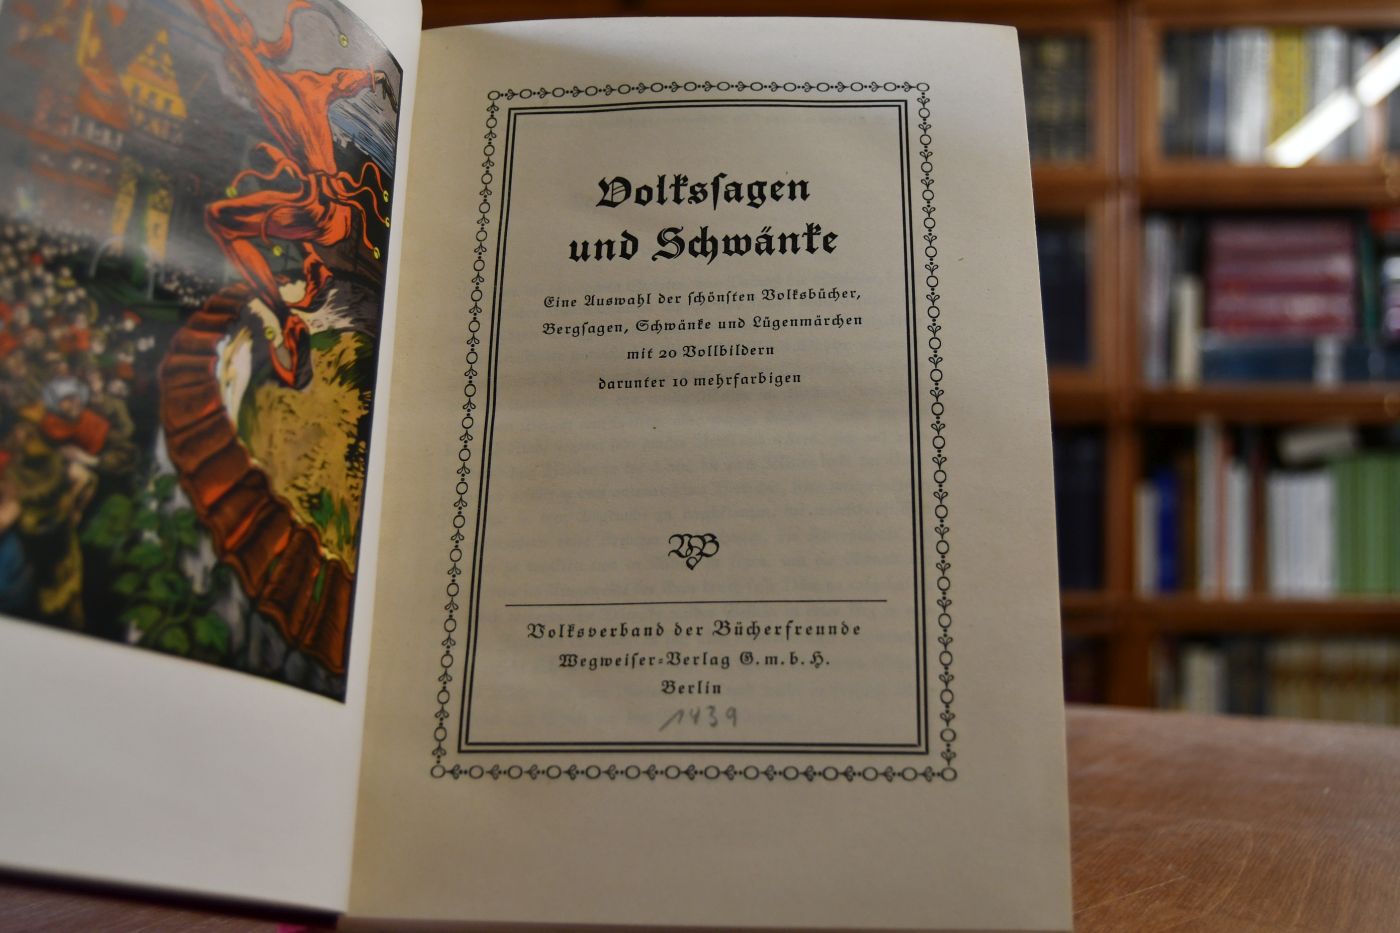 Volksſagen
und Schwänke
Eine Auswahl der ſchönſten Volksbücher,
Bergſagen, Schwänke und Lügenmärchen
mit 20 Vollbildern
darunter 10 mehrfarbigen
VB
Volksverband der Bücherfreunde
Wegweiſer-Verlag G.m.b.H.
Berlin
1439